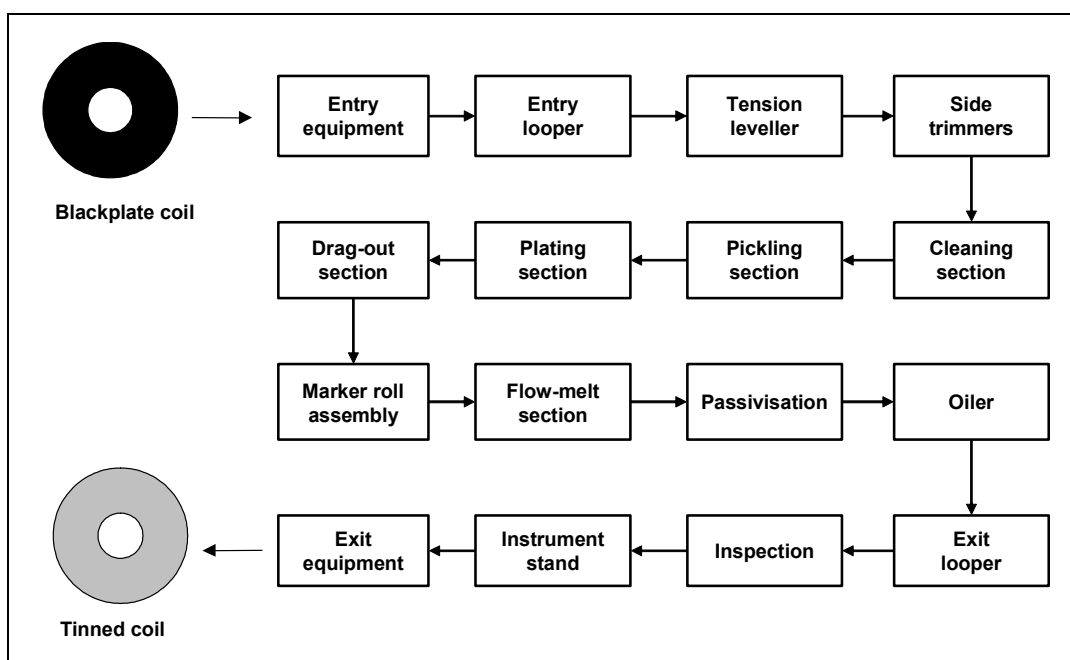 Blackplate coil
Entry
equipment
Entry
looper
Tension
leveller
Side
trimmers
Drag-out
section
Plating
section
Pickling
section
Cleaning
section
Marker roll
assembly
Flow-melt
section
Passivisation
Oiler
Exit
equipment
Instrument
stand
Inspection
Exit
looper
Tinned coil